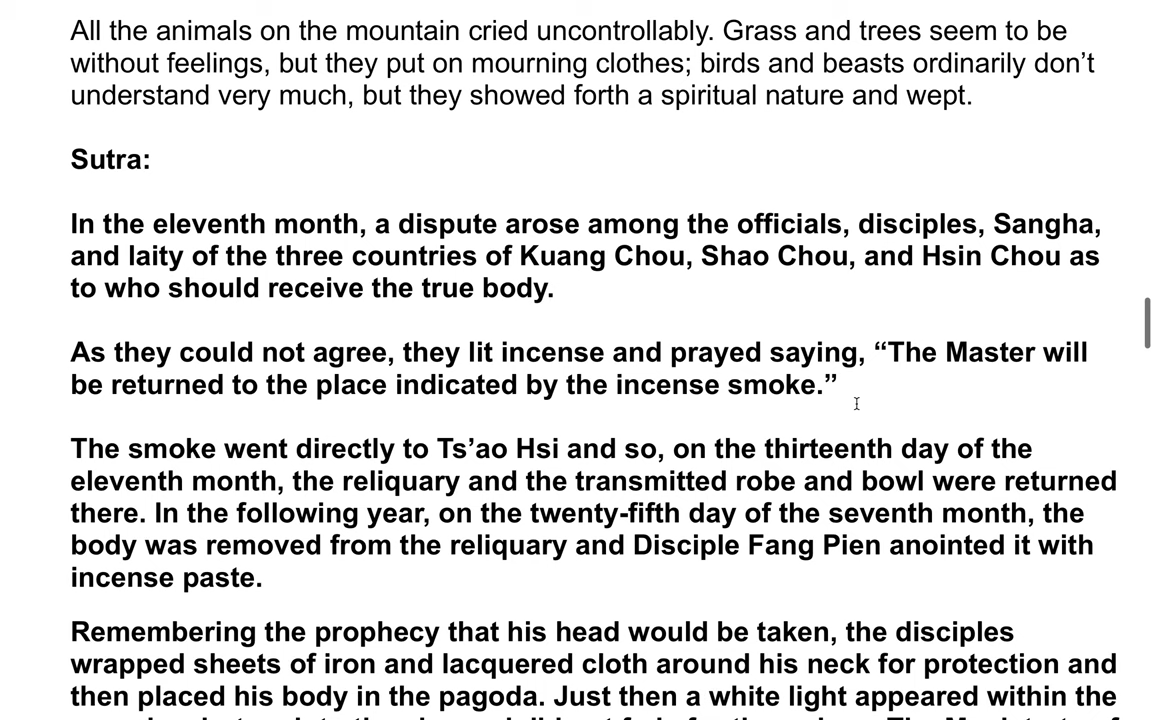 All the animals on the mountain cried uncontrollably. Grass and trees seem to be
without feelings, but they put on mourning clothes; birds and beasts ordinarily don’t
understand very much, but they showed forth a spiritual nature and wept.
Sutra:
In the eleventh month, a dispute arose among the officials, disciples, Sangha,
and laity of the three countries of Kuang Chou, Shao Chou, and Hsin Chou as
to who should receive the true body.
As they could not agree, they lit incense and prayed saying, “The Master will
be returned to the place indicated by the incense smoke.”
The smoke went directly to Ts’ao Hsi and so, on the thirteenth day of the
eleventh month, the reliquary and the transmitted robe and bowl were returned
there. In the following year, on the twenty-fifth day of the seventh month, the
body was removed from the reliquary and Disciple Fang Pien anointed it with
incense paste.
Remembering the prophecy that his head would be taken, the disciples
wrapped sheets of iron and lacquered cloth around his neck for protection and
then placed his body in the pagoda. Just then a white light appeared within the